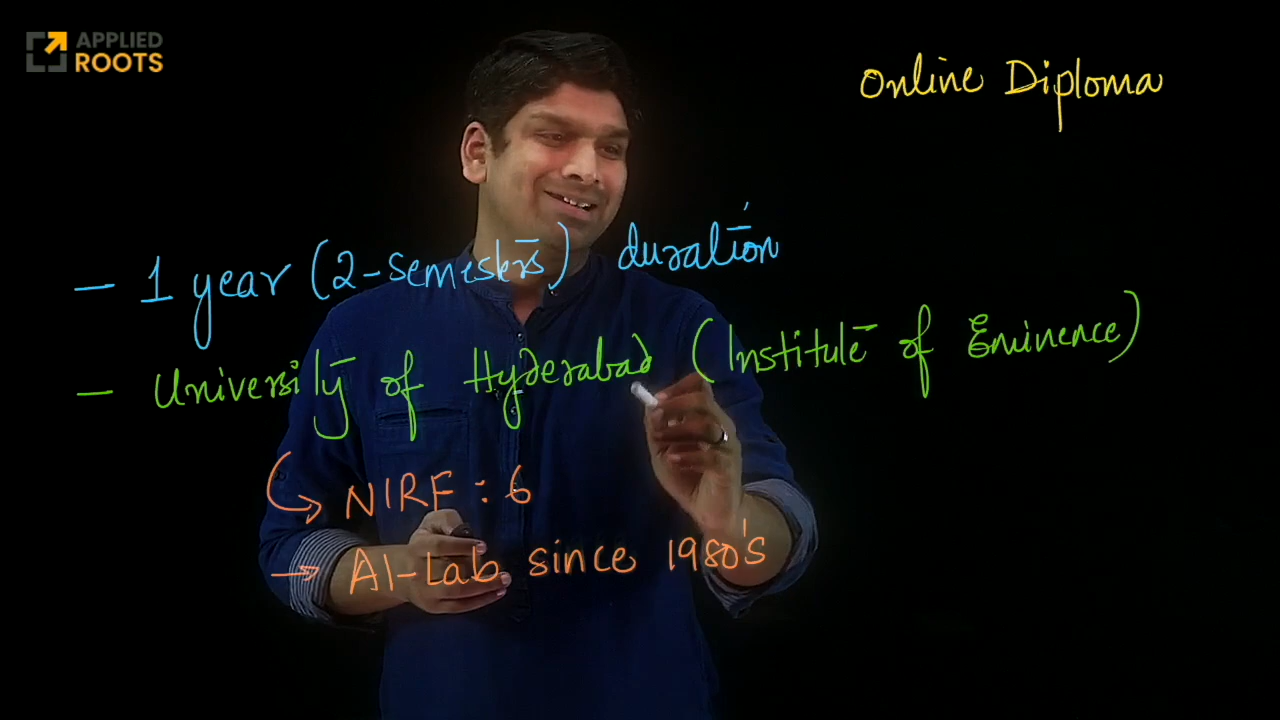 APPLIED
ROOTS
Online Diploma
- 1 year (2-semesters) duration
- University of Hyderabad (Institute of Eminence)
↳ NIRF : 6
→ AI-Lab since 1980's